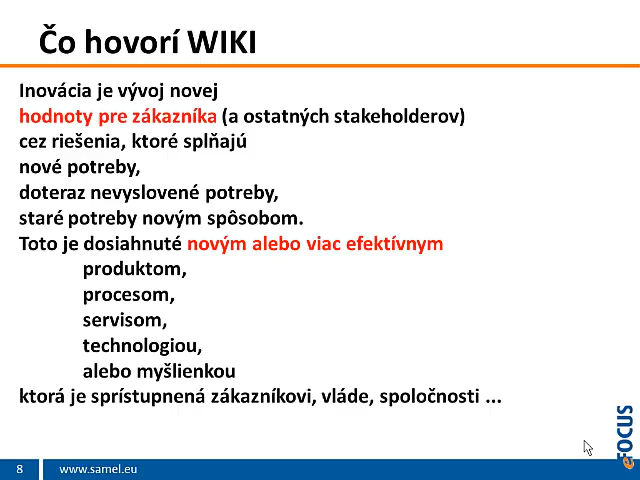 Čo hovorí WIKI
Inovácia je vývoj novej
hodnoty pre zákazníka (a ostatných stakeholderov)
cez riešenia, ktoré splňajú
nové potreby,
doteraz nevyslovené potreby,
staré potreby novým spôsobom.
Toto je dosiahnuté novým alebo viac efektívnym
produktom,
procesom,
servisom,
technologiou,
alebo myšlienkou
ktorá je sprístupnená zákazníkovi, vláde, spoločnosti ...
eFOCUS
8
www.samel.eu